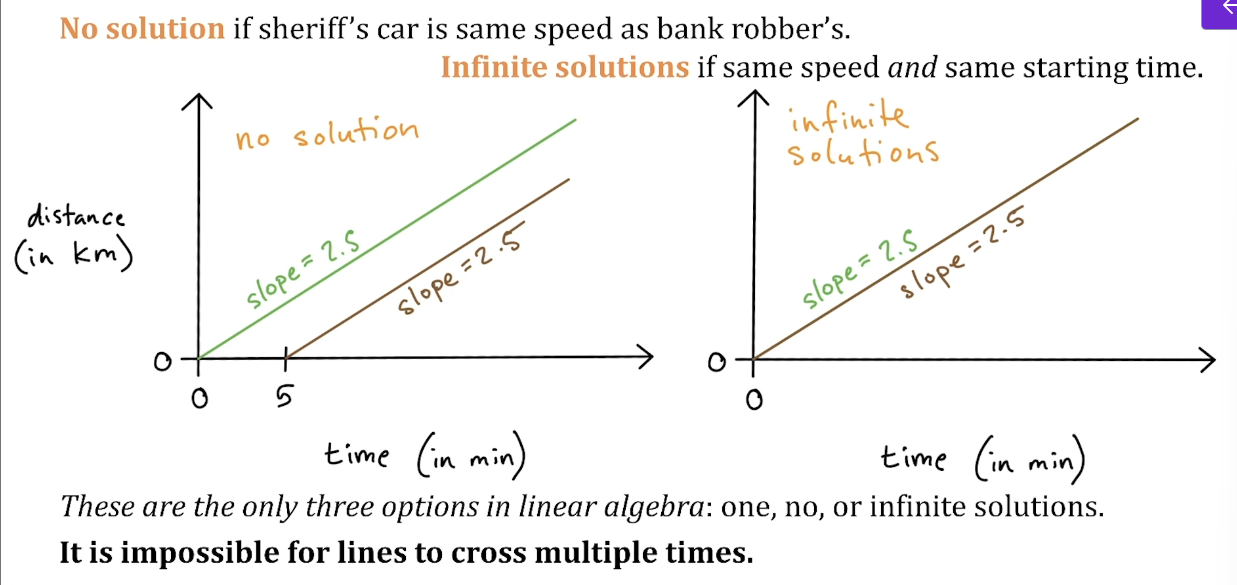 No solution if sheriff's car is same speed as bank robber's.
Infinite solutions if same speed and same starting time.
no solution
infinite
solutions
distance
(in km)
slope = 2.5
slope = 2.5
slope = 2.5
slope = 2.5
0
0
0
5
0
time (in min)
time (in min)
These are the only three options in linear algebra: one, no, or infinite solutions.
It is impossible for lines to cross multiple times.